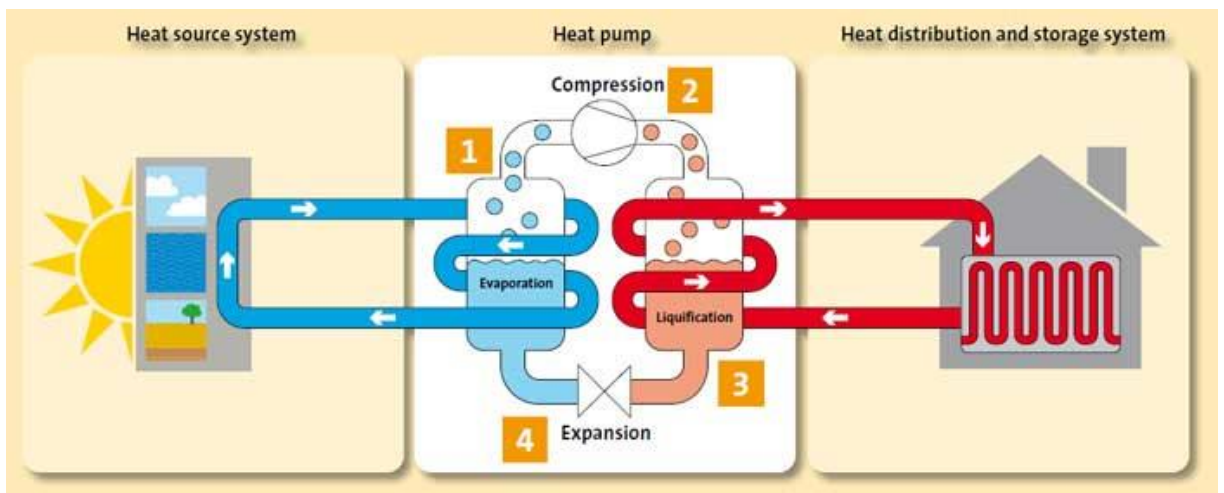 Heat source system
Heat pump
Heat distribution and storage system
Compression
2
1
Evaporation
Liquification
3
4
Expansion